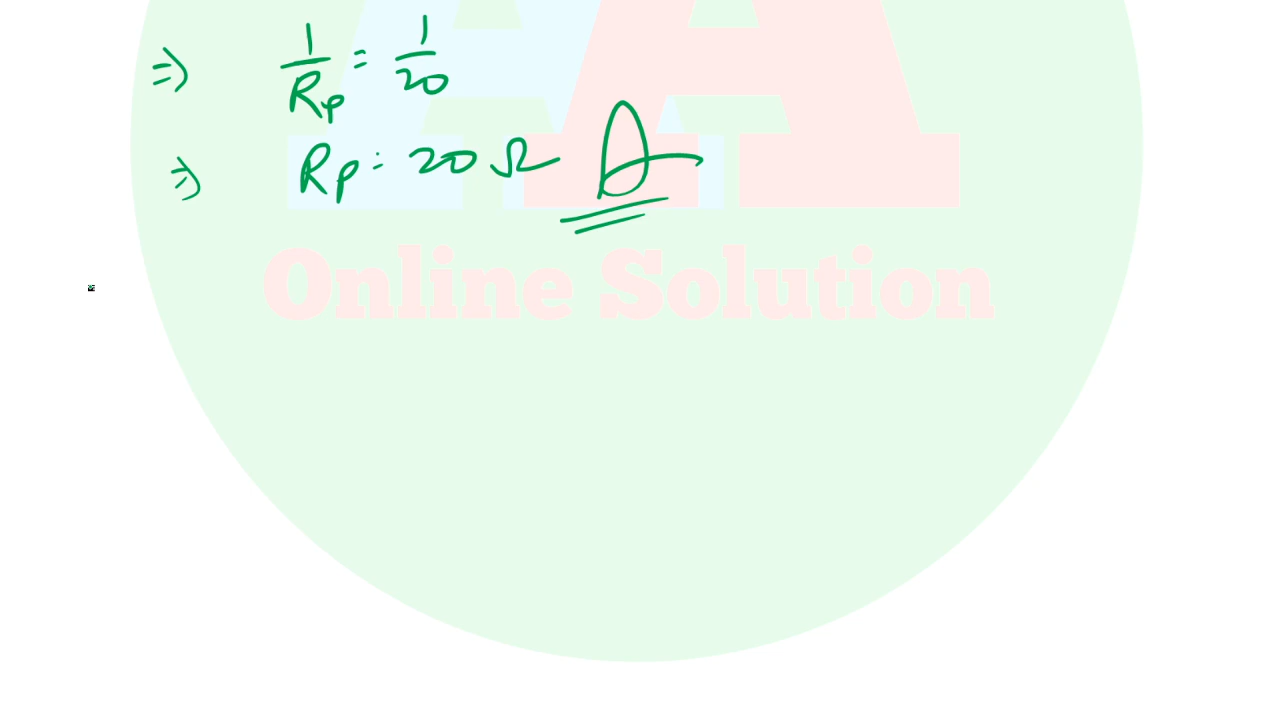 ⇒ 1/Rp = 1/20
⇒ Rp = 20 Ω A
Online Solution